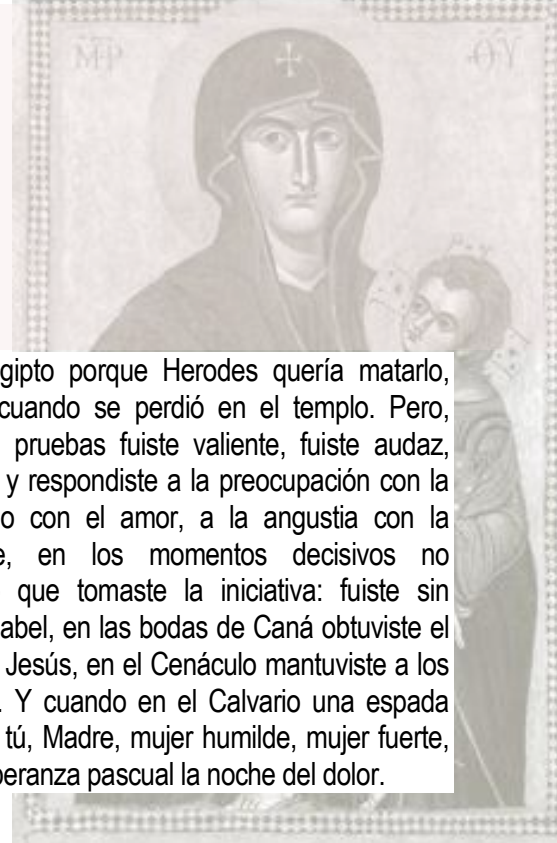 ΜΡ ΘΥ
gipto porque Herodes quería matarlo,
cuando se perdió en el templo. Pero,
pruebas fuiste valiente, fuiste audaz,
y respondiste a la preocupación con la
o con el amor, a la angustia con la
e, en los momentos decisivos no
que tomaste la iniciativa: fuiste sin
abel, en las bodas de Caná obtuviste el
Jesús, en el Cenáculo mantuviste a los
. Y cuando en el Calvario una espada
tú, Madre, mujer humilde, mujer fuerte,
peranza pascual la noche del dolor.